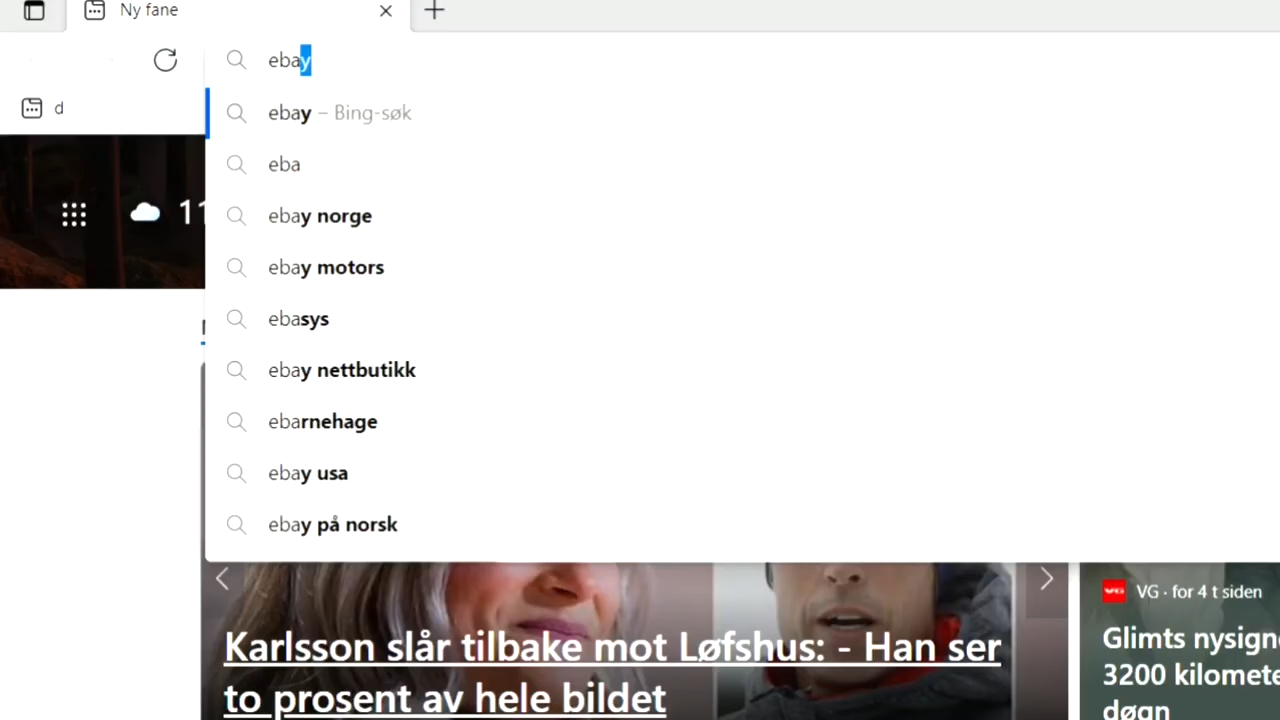 Ny fane
ebay
d
ebay – Bing-søk
eba
ebay norge
11
ebay motors
ebasys
ebay nettbutikk
ebarnehage
ebay usa
ebay på norsk
VG · for 4 t siden
Karlsson slår tilbake mot Løfshus: - Han ser
to prosent av hele bildet
Glimts nysign
3200 kilomete
døgn